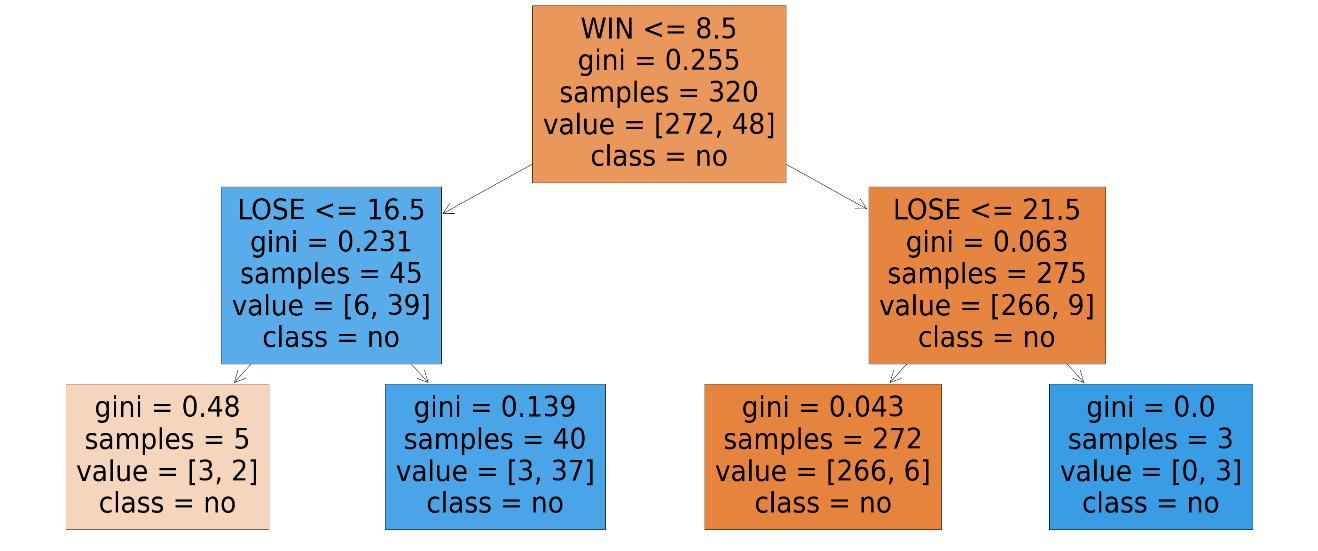 WIN <= 8.5
gini = 0.255
samples = 320
value = [272, 48]
class = no
LOSE <= 16.5
gini = 0.231
samples = 45
value = [6, 39]
class = no
LOSE <= 21.5
gini = 0.063
samples = 275
value = [266, 9]
class = no
gini = 0.48
samples = 5
value = [3, 2]
class = no
gini = 0.139
samples = 40
value = [3, 37]
class = no
gini = 0.043
samples = 272
value = [266, 6]
class = no
gini = 0.0
samples = 3
value = [0, 3]
class = no